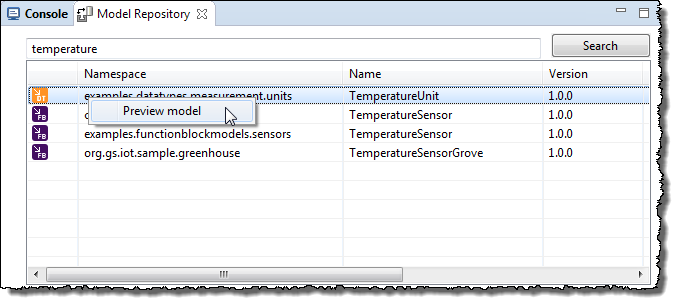 Console Model Repository
temperature Search
Namespace Name Version
DT examples.datatypes.measurement.units TemperatureUnit 1.0.0
Preview model
FB TemperatureSensor 1.0.0
FB examples.functionblockmodels.sensors TemperatureSensor 1.0.0
FB org.gs.iot.sample.greenhouse TemperatureSensorGrove 1.0.0